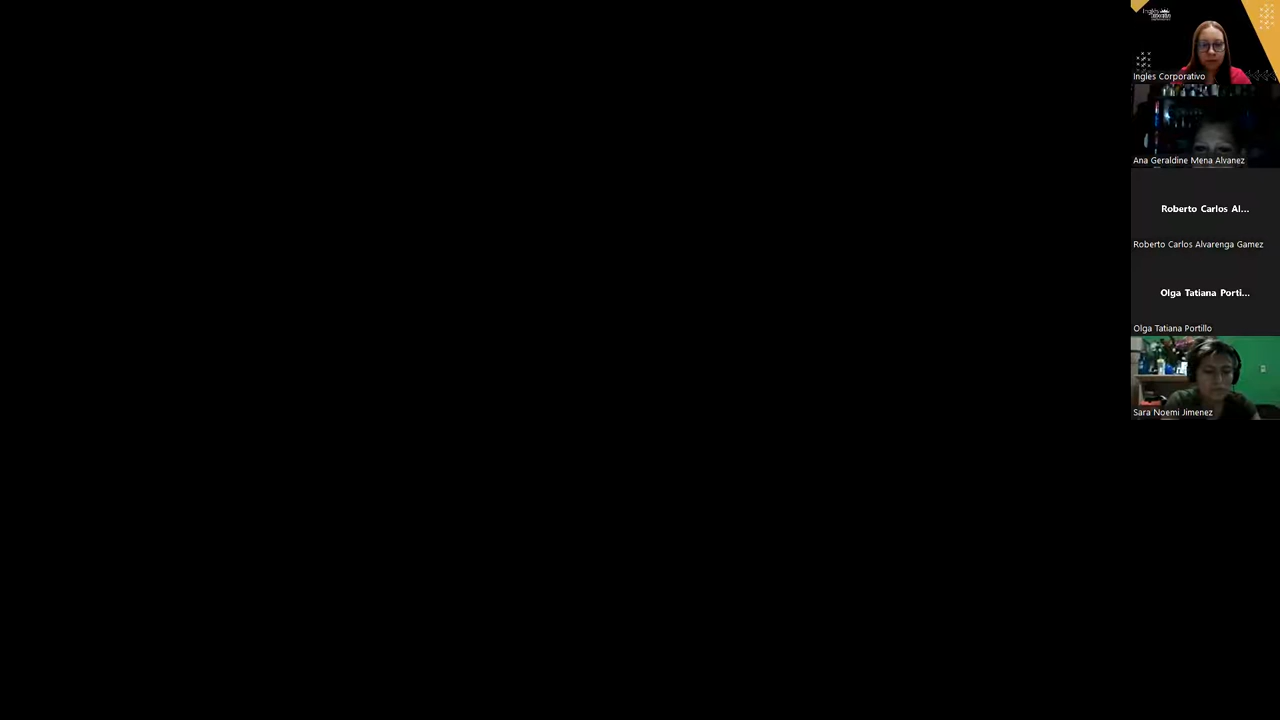 Ingles Corporativo
Ana Geraldine Mena Alvanez
Roberto Carlos Al...
Roberto Carlos Alvarenga Gamez
Olga Tatiana Porti...
Olga Tatiana Portillo
Sara Noemi Jimenez